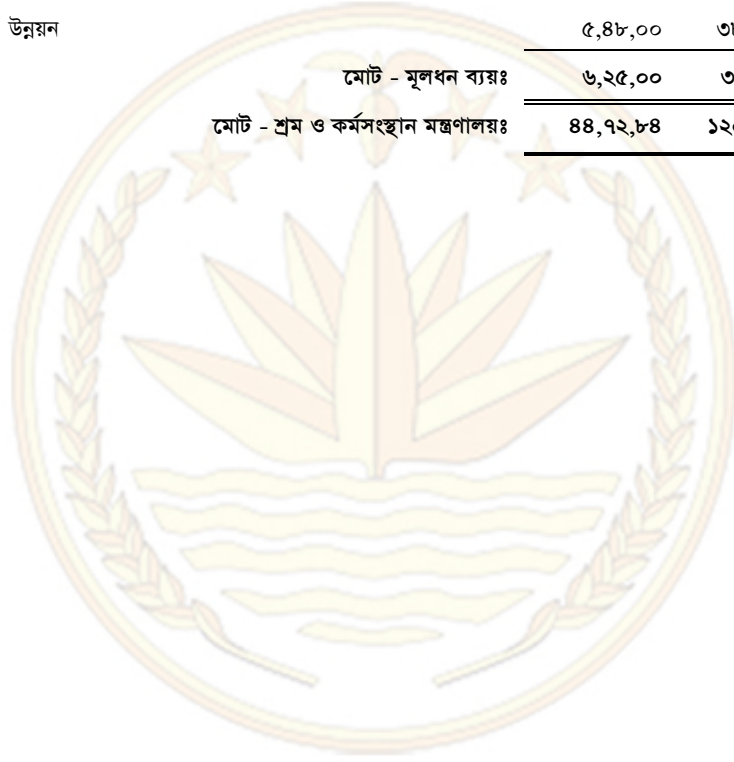 উন্নয়ন ৫,৪৮,০০
মোট - মূলধন ব্যয়ঃ ৬,২৫,০০
মোট - শ্রম ও কর্মসংস্থান মন্ত্রণালয়ঃ ৪৪,৭২,৮৪